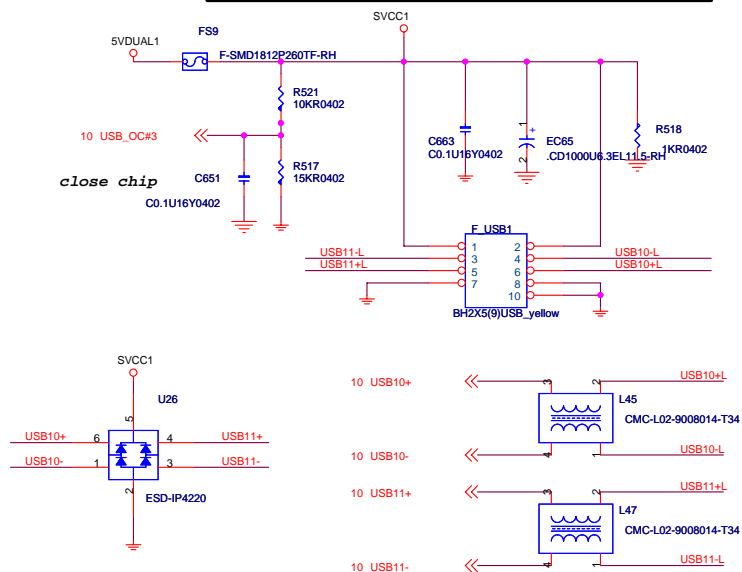 SVCC1
FS9
5VDUAL1
F-SMD1812P260TF-RH
R521
10KR0402
10 USB_OC#3
C663
C0.1U16Y0402
1
+
2
EC65
.CD1000U6.3EL11.5-RH
R518
1KR0402
close chip
C651
C0.1U16Y0402
R517
15KR0402
F_USB1
USB11-L
USB11+L
1
3
5
7
2
4
6
8
10
USB10-L
USB10+L
BH2X5(9)USB_yellow
SVCC1
U26
5
USB10+
6
4
USB11+
USB10-
1
3
USB11-
2
ESD-IP4220
10 USB10+
3
2
USB10+L
L45
CMC-L02-9008014-T34
10 USB10-
4
1
USB10-L
10 USB11+
3
2
USB11+L
L47
CMC-L02-9008014-T34
10 USB11-
4
1
USB11-L